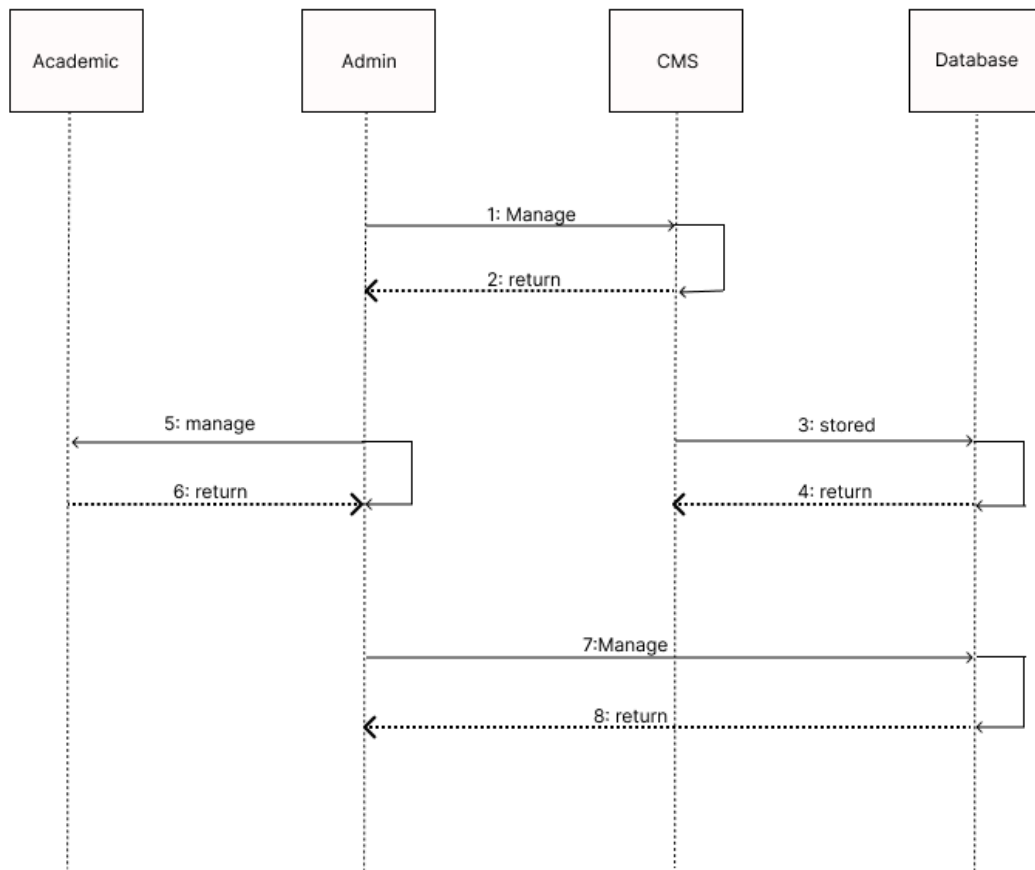 Academic
Admin
CMS
Database
1: Manage
2: return
5: manage
3: stored
6: return
4: return
7:Manage
8: return